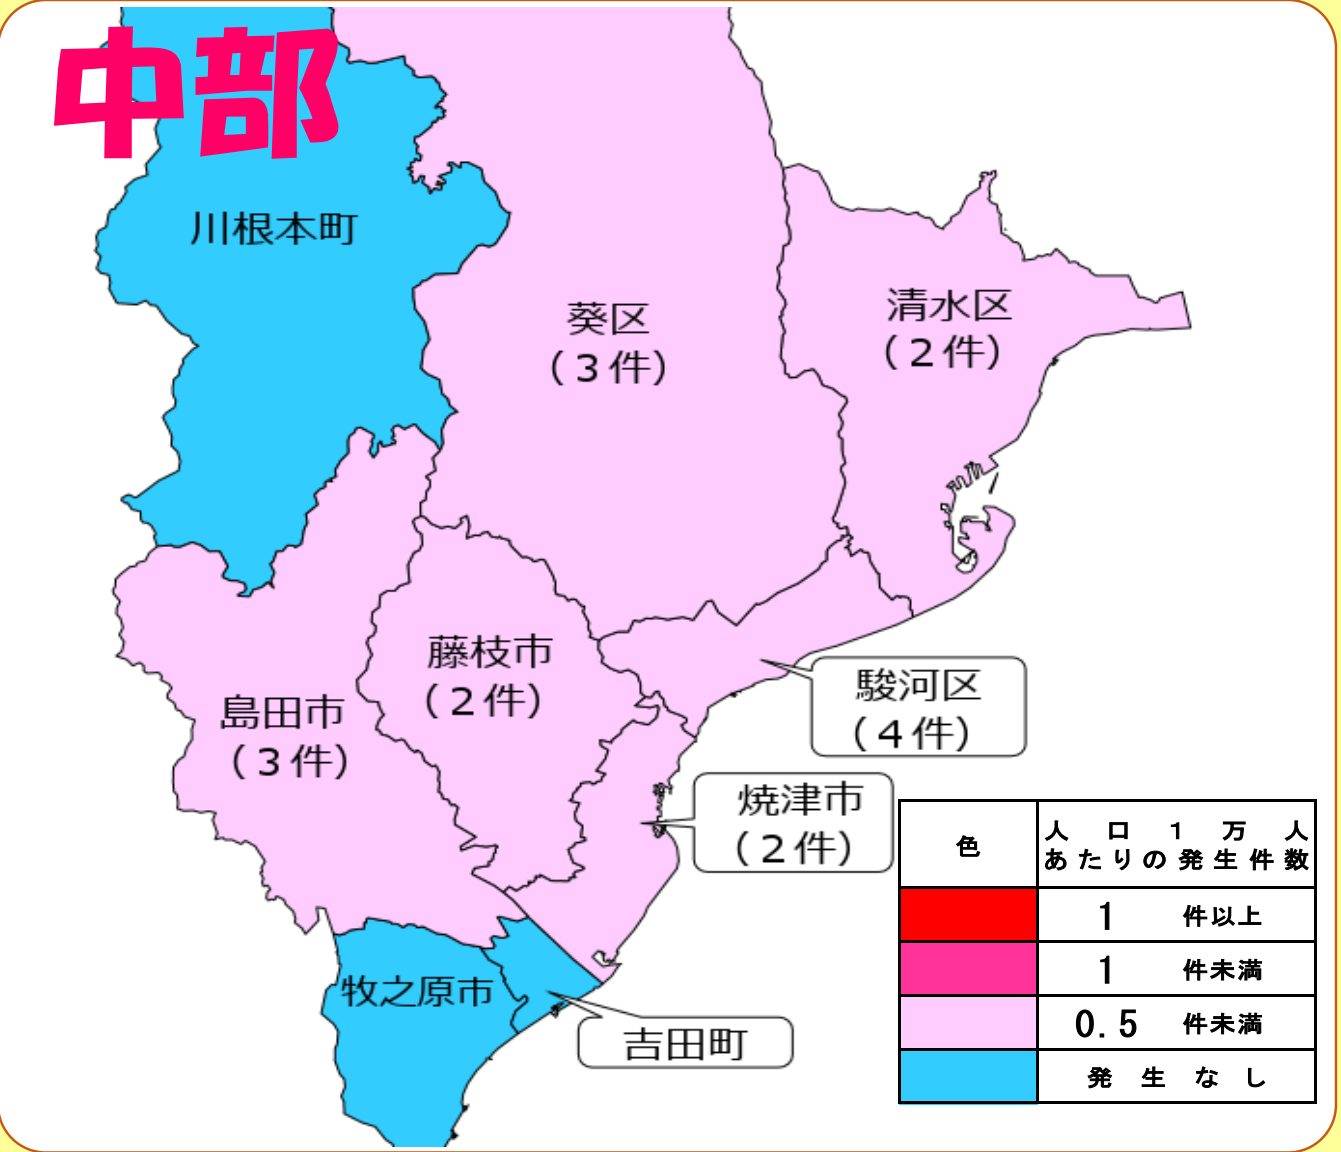 中部
川根本町
葵区
（3件）
清水区
（2件）
藤枝市
（2件）
島田市
（3件）
駿河区
（4件）
焼津市
（2件）
牧之原市
吉田町
色
人口1万人
あたりの発生件数
1 件以上
1 件未満
0.5 件未満
発生なし